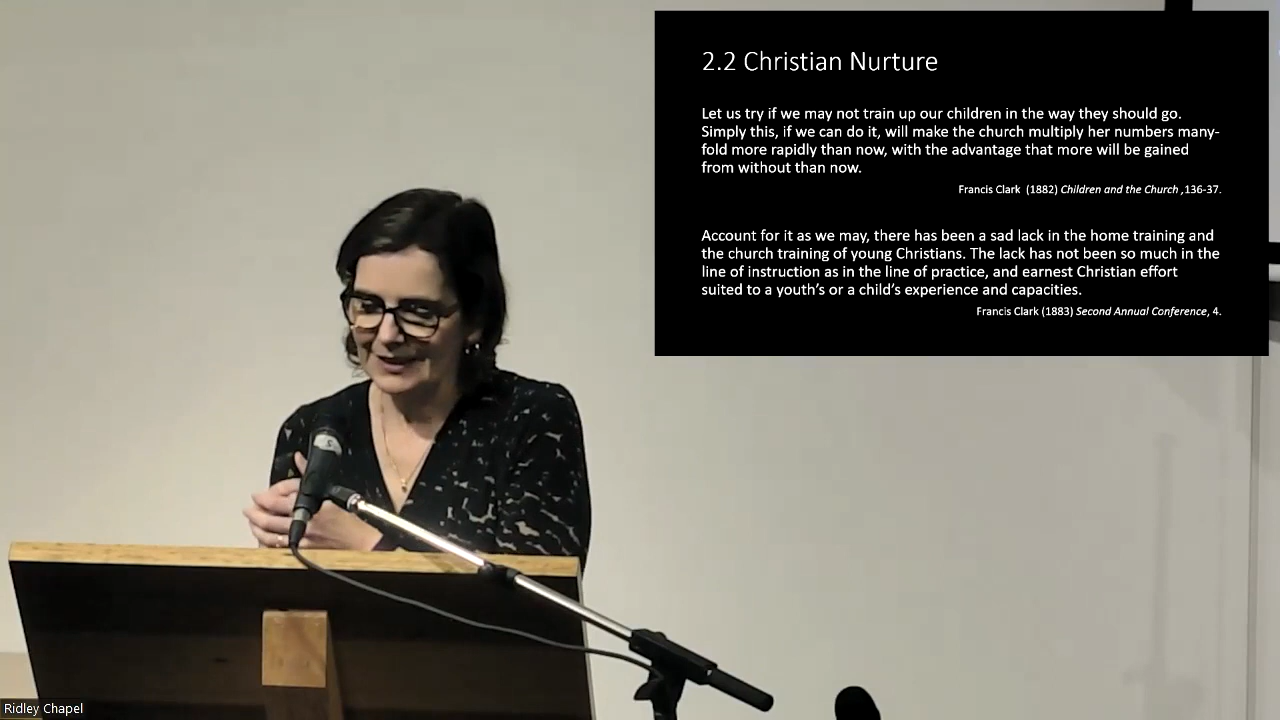 2.2 Christian Nurture
Let us try if we may not train up our children in the way they should go.
Simply this, if we can do it, will make the church multiply her numbers many-
fold more rapidly than now, with the advantage that more will be gained
from without than now.
Francis Clark (1882) Children and the Church ,136-37.
Account for it as we may, there has been a sad lack in the home training and
the church training of young Christians. The lack has not been so much in the
line of instruction as in the line of practice, and earnest Christian effort
suited to a youth’s or a child’s experience and capacities.
Francis Clark (1883) Second Annual Conference, 4.
Ridley Chapel